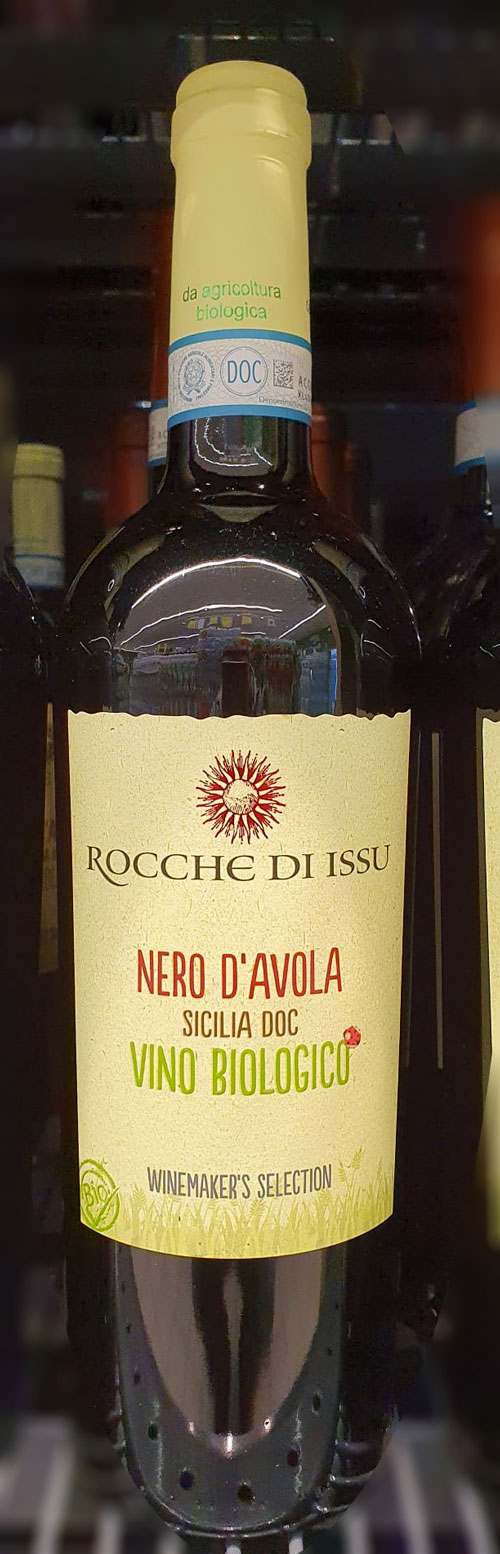 da agricoltura
biologica
DOC
ROCCHE DI ISSU
NERO D'AVOLA
SICILIA DOC
VINO BIOLOGICO
BIO
WINEMAKER'S SELECTION